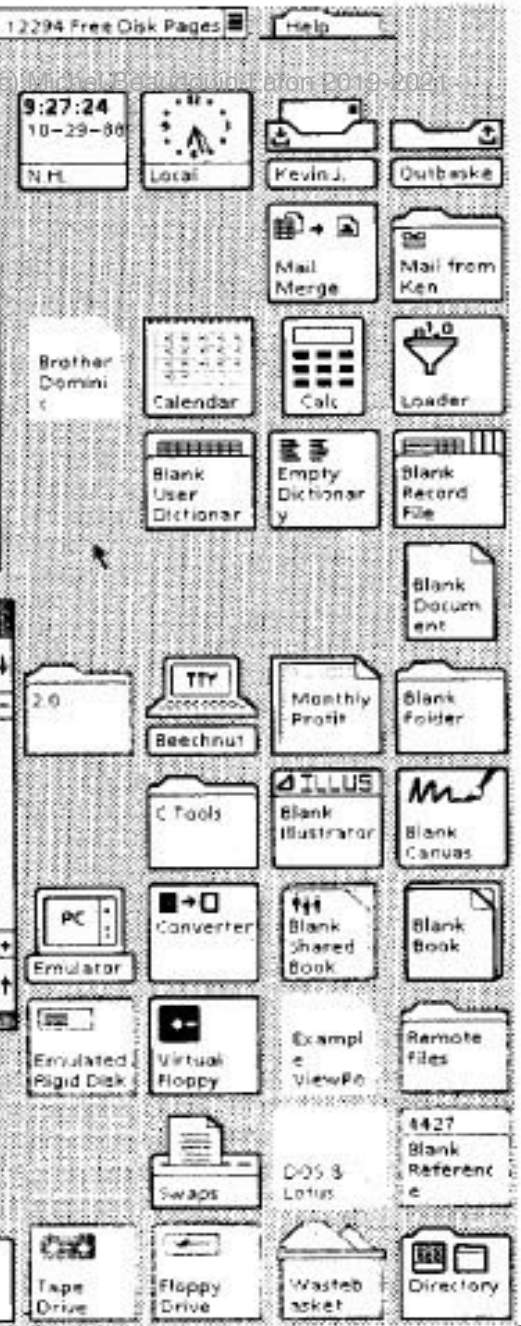 12294 Free Disk Pages
Help
Michel Beaudouin-Lafon 2019-2021
9:27:24
10-29-88
N.H.
Local
Kevin J.
Outbaske
Mail
Merge
Mail from
Ken
Brother
Domini
c
Calendar
Calc
n1,0
Loader
Blank
User
Dictionar
Empty
Dictionar
y
Blank
Record
File
Blank
Docum
ent
2.0
TTY
Beechnut
Monthly
Profit
Blank
Folder
C Tools
ILLUS
Blank
Illustrator
Blank
Canvas
PC
Emulator
Converter
Blank
Shared
Book
Blank
Book
Emulated
Rigid Disk
Virtual
Floppy
Exampl
e
ViewPo
Remote
files
Swaps
DOS &
Lotus
4427
Blank
Referenc
e
Tape
Drive
Floppy
Drive
Wasteb
asket
Directory